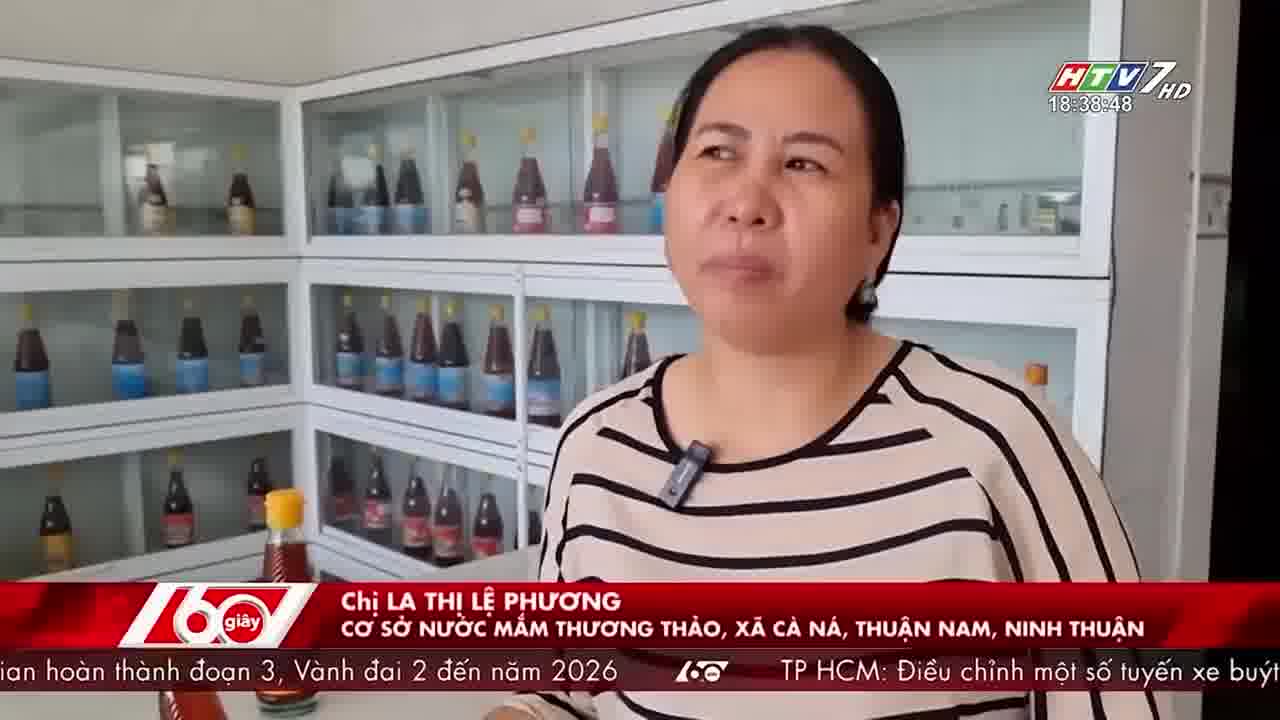 HTV7 HD
18:38:48
60 giây
Chị LA THỊ LỆ PHƯƠNG
CƠ SỞ NƯỚC MẮM THƯƠNG THẢO, XÃ CÀ NÁ, THUẬN NAM, NINH THUẬN
ian hoàn thành đoạn 3, Vành đai 2 đến năm 2026
60 giây
TP HCM: Điều chỉnh một số tuyến xe buýt